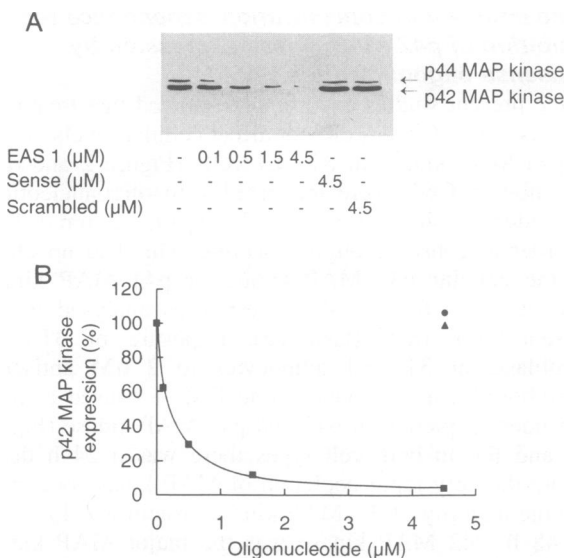 A
p44 MAP kinase
p42 MAP kinase
EAS 1 (μM) - 0.1 0.5 1.5 4.5 - -
Sense (μM) - - - - - 4.5 -
Scrambled (μM) - - - - - - 4.5
B
p42 MAP kinase
expression (%)
120
100
80
60
40
20
0
0 1 2 3 4 5
Oligonucleotide (μM)